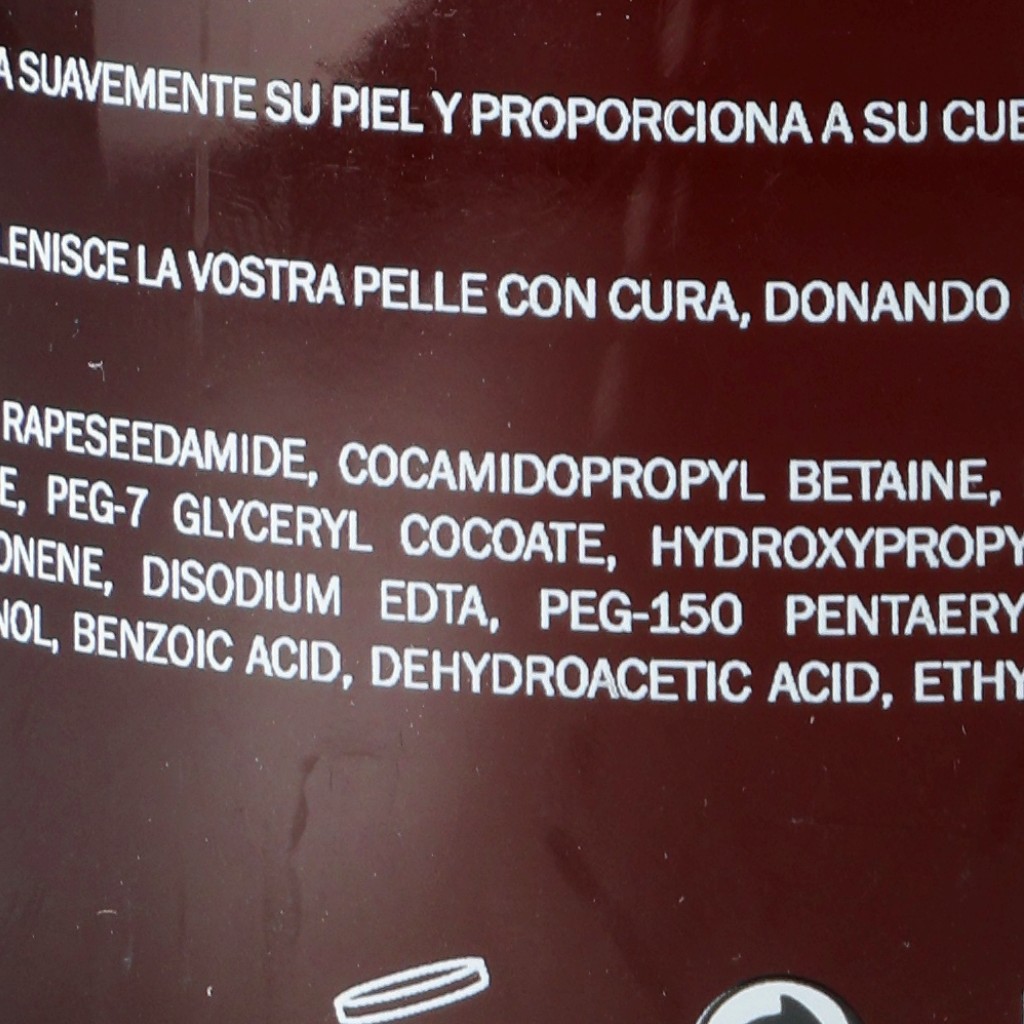 A SUAVEMENTE SU PIEL Y PROPORCIONA A SU CUE
LENISCE LA VOSTRA PELLE CON CURA, DONANDO
RAPESEEDAMIDE, COCAMIDOPROPYL BETAINE,
E, PEG-7 GLYCERYL COCOATE, HYDROXYPROPY
ONENE, DISODIUM EDTA, PEG-150 PENTAERY
NOL, BENZOIC ACID, DEHYDROACETIC ACID, ETHY